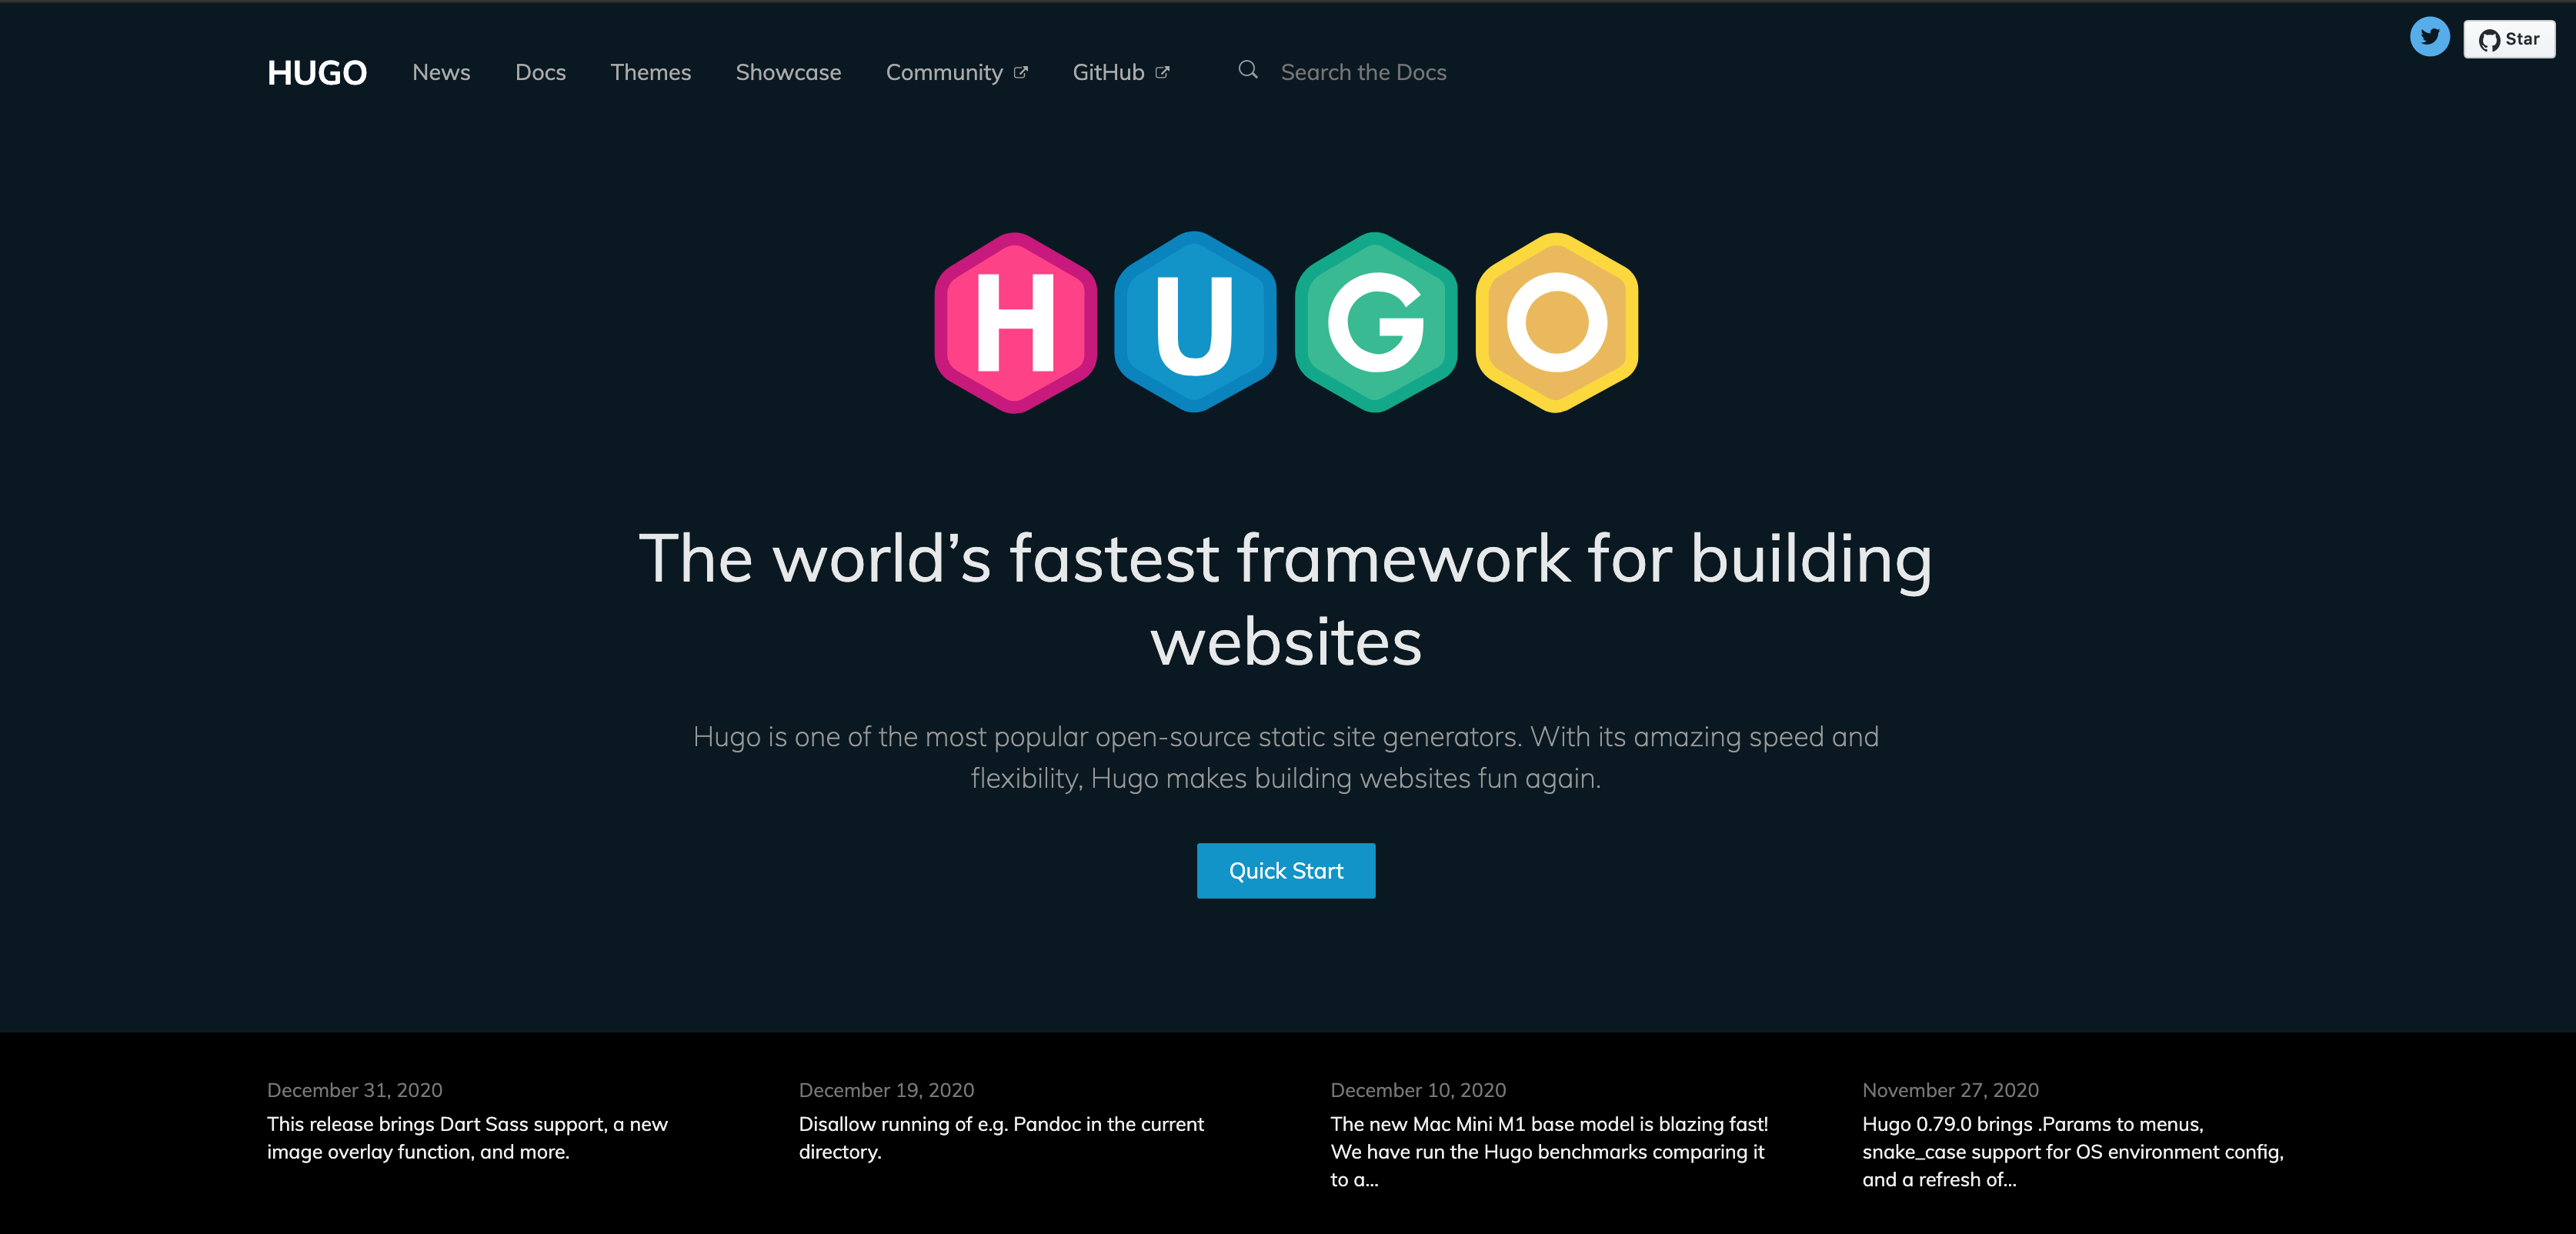 HUGO News Docs Themes Showcase Community GitHub Search the Docs Star
HUGO
The world’s fastest framework for building
websites
Hugo is one of the most popular open-source static site generators. With its amazing speed and
flexibility, Hugo makes building websites fun again.
Quick Start
December 31, 2020
This release brings Dart Sass support, a new
image overlay function, and more.
December 19, 2020
Disallow running of e.g. Pandoc in the current
directory.
December 10, 2020
The new Mac Mini M1 base model is blazing fast!
We have run the Hugo benchmarks comparing it
to a...
November 27, 2020
Hugo 0.79.0 brings .Params to menus,
snake_case support for OS environment config,
and a refresh of...